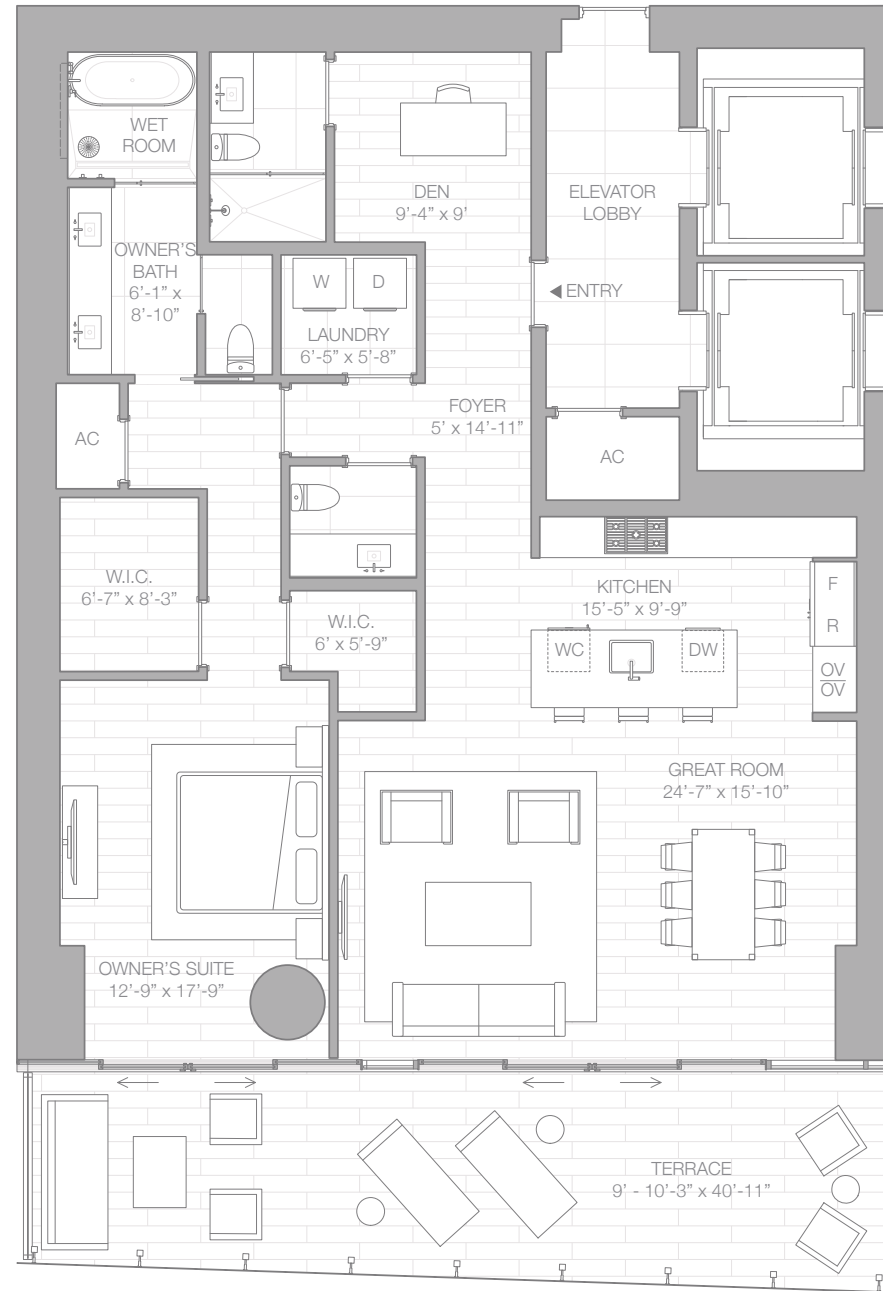 WET
ROOM
DEN
9'-4" x 9'
ELEVATOR
LOBBY
OWNER'S
BATH
6'-1" x
8'-10"
W
D
ENTRY
LAUNDRY
6'-5" x 5'-8"
FOYER
5' x 14'-11"
AC
AC
W.I.C.
6'-7" x 8'-3"
KITCHEN
15'-5" x 9'-9"
F
R
W.I.C.
6' x 5'-9"
WC
DW
OV
OV
GREAT ROOM
24'-7" x 15'-10"
OWNER'S SUITE
12'-9" x 17'-9"
TERRACE
9' - 10'-3" x 40'-11"